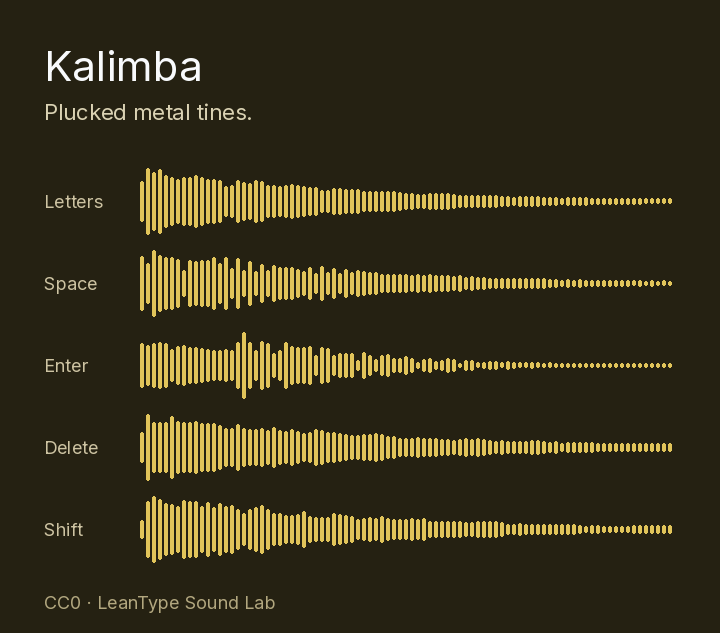 Kalimba
Plucked metal tines.
Letters
Space
Enter
Delete
Shift
CC0 · LeanType Sound Lab